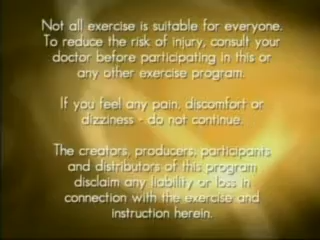 Not all exercise is suitable for everyone.
To reduce the risk of injury, consult your
doctor before participating in this or
any other exercise program.
If you feel any pain, discomfort or
dizziness - do not continue.
The creators, producers, participants
and distributors of this program
disclaim any liability or loss in
connection with the exercise and
instruction herein.